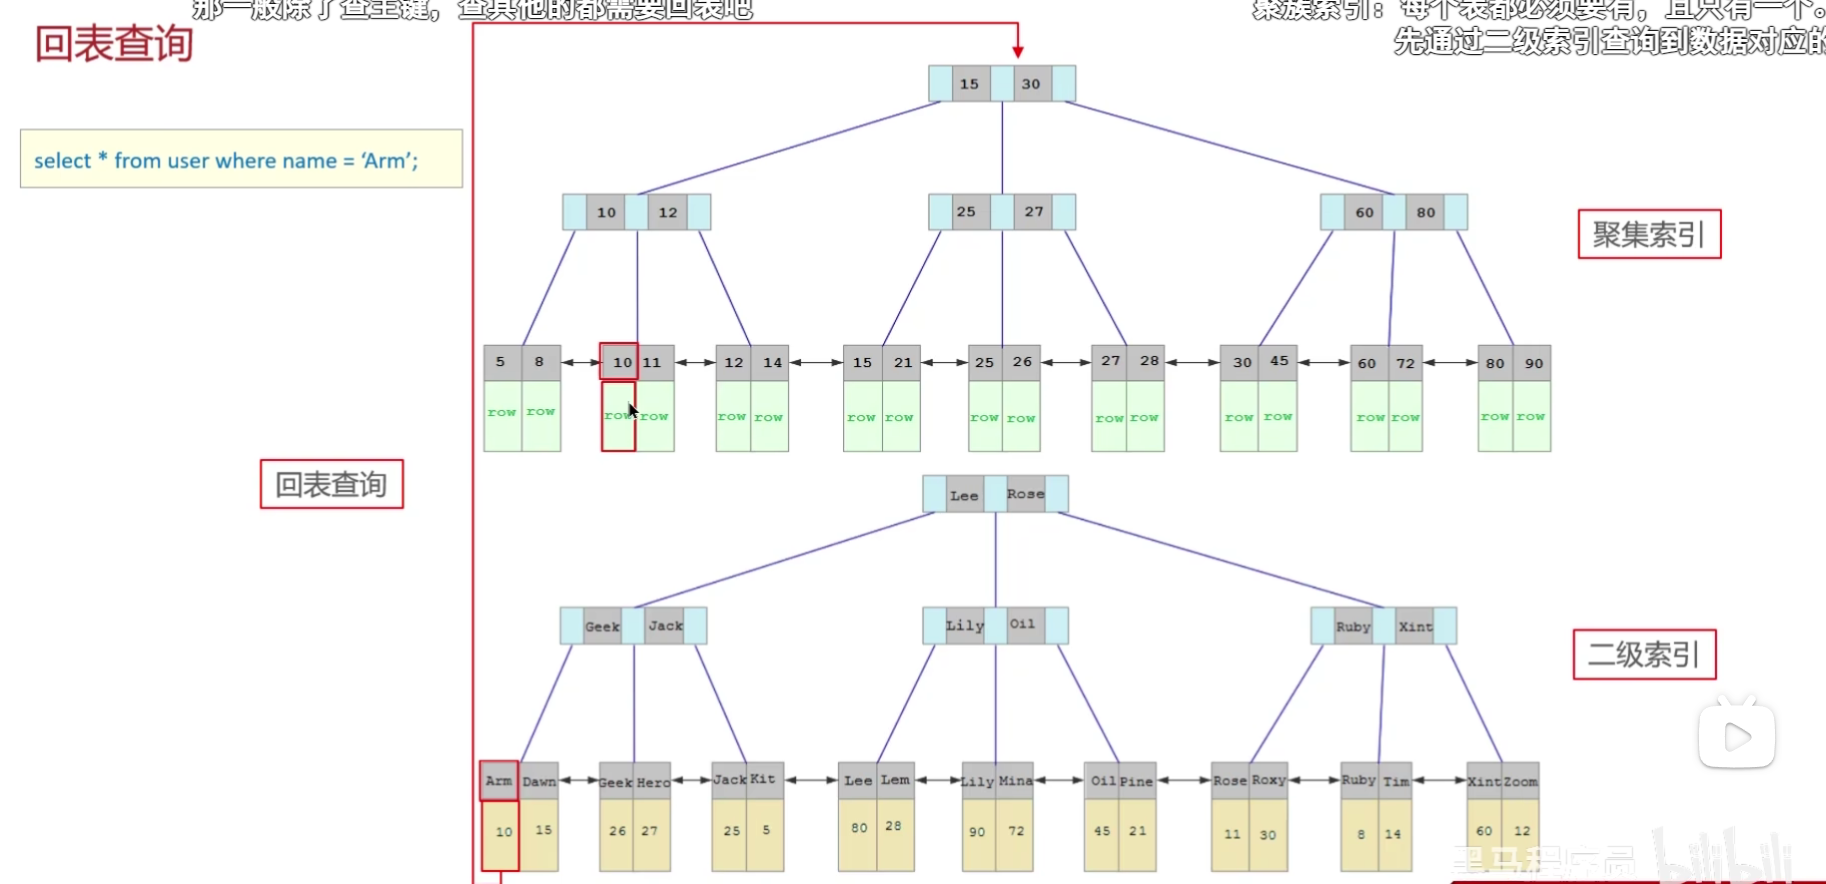 那一般除了查主键，查其他的都需要回表吧
聚族索引：每个表都必须要有，且只有一个。
先通过二级索引查询到数据对应的
回表查询
select * from user where name = ‘Arm’;
15 30
10 12 25 27 60 80
聚集索引
5 8 10 11 12 14 15 21 25 26 27 28 30 45 60 72 80 90
row row row row row row row row row row row row row row row row row row
回表查询
Lee Rose
Geek Jack Lily Oil Ruby Xint
二级索引
Arm Dawn Geek Hero Jack Kit Lee Lem Lily Mina Oil Pine Rose Roxy Ruby Tim Xint Zoom
10 15 26 27 25 5 80 28 90 72 45 21 11 30 8 14 60 12
黑马程序员 bilibili